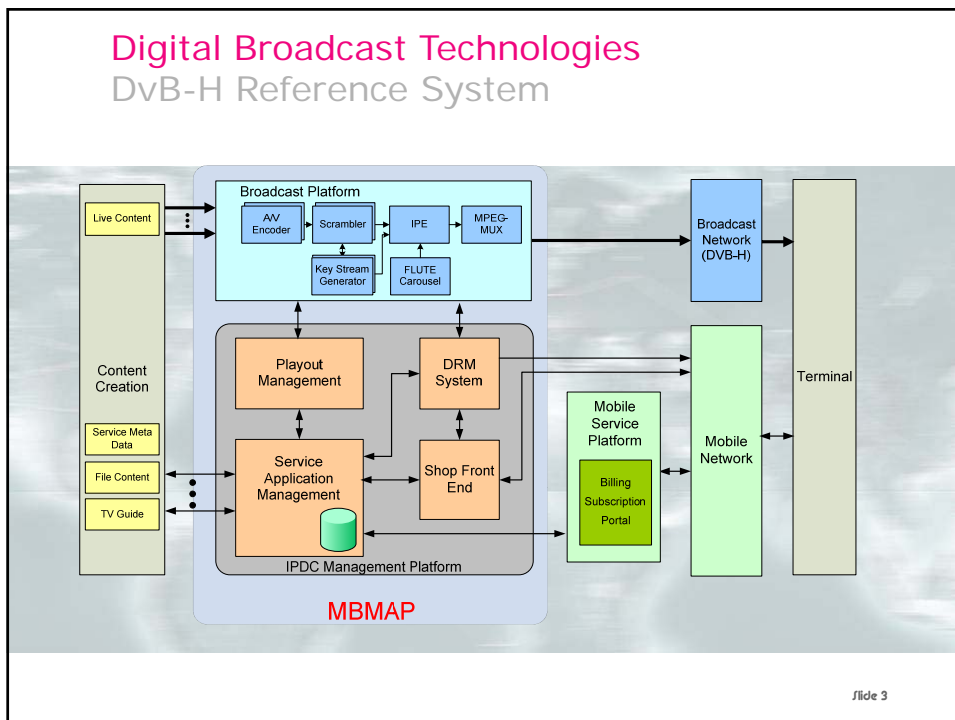 Digital Broadcast Technologies
DvB-H Reference System
Content
Creation
Live Content
Service Meta
Data
File Content
TV Guide
Broadcast Platform
A/V
Encoder
Scrambler
IPE
MPEG-
MUX
Key Stream
Generator
FLUTE
Carousel
Playout
Management
DRM
System
Service
Application
Management
Shop Front
End
IPDC Management Platform
MBMAP
Mobile
Service
Platform
Billing
Subscription
Portal
Broadcast
Network
(DVB-H)
Mobile
Network
Terminal
Slide 3